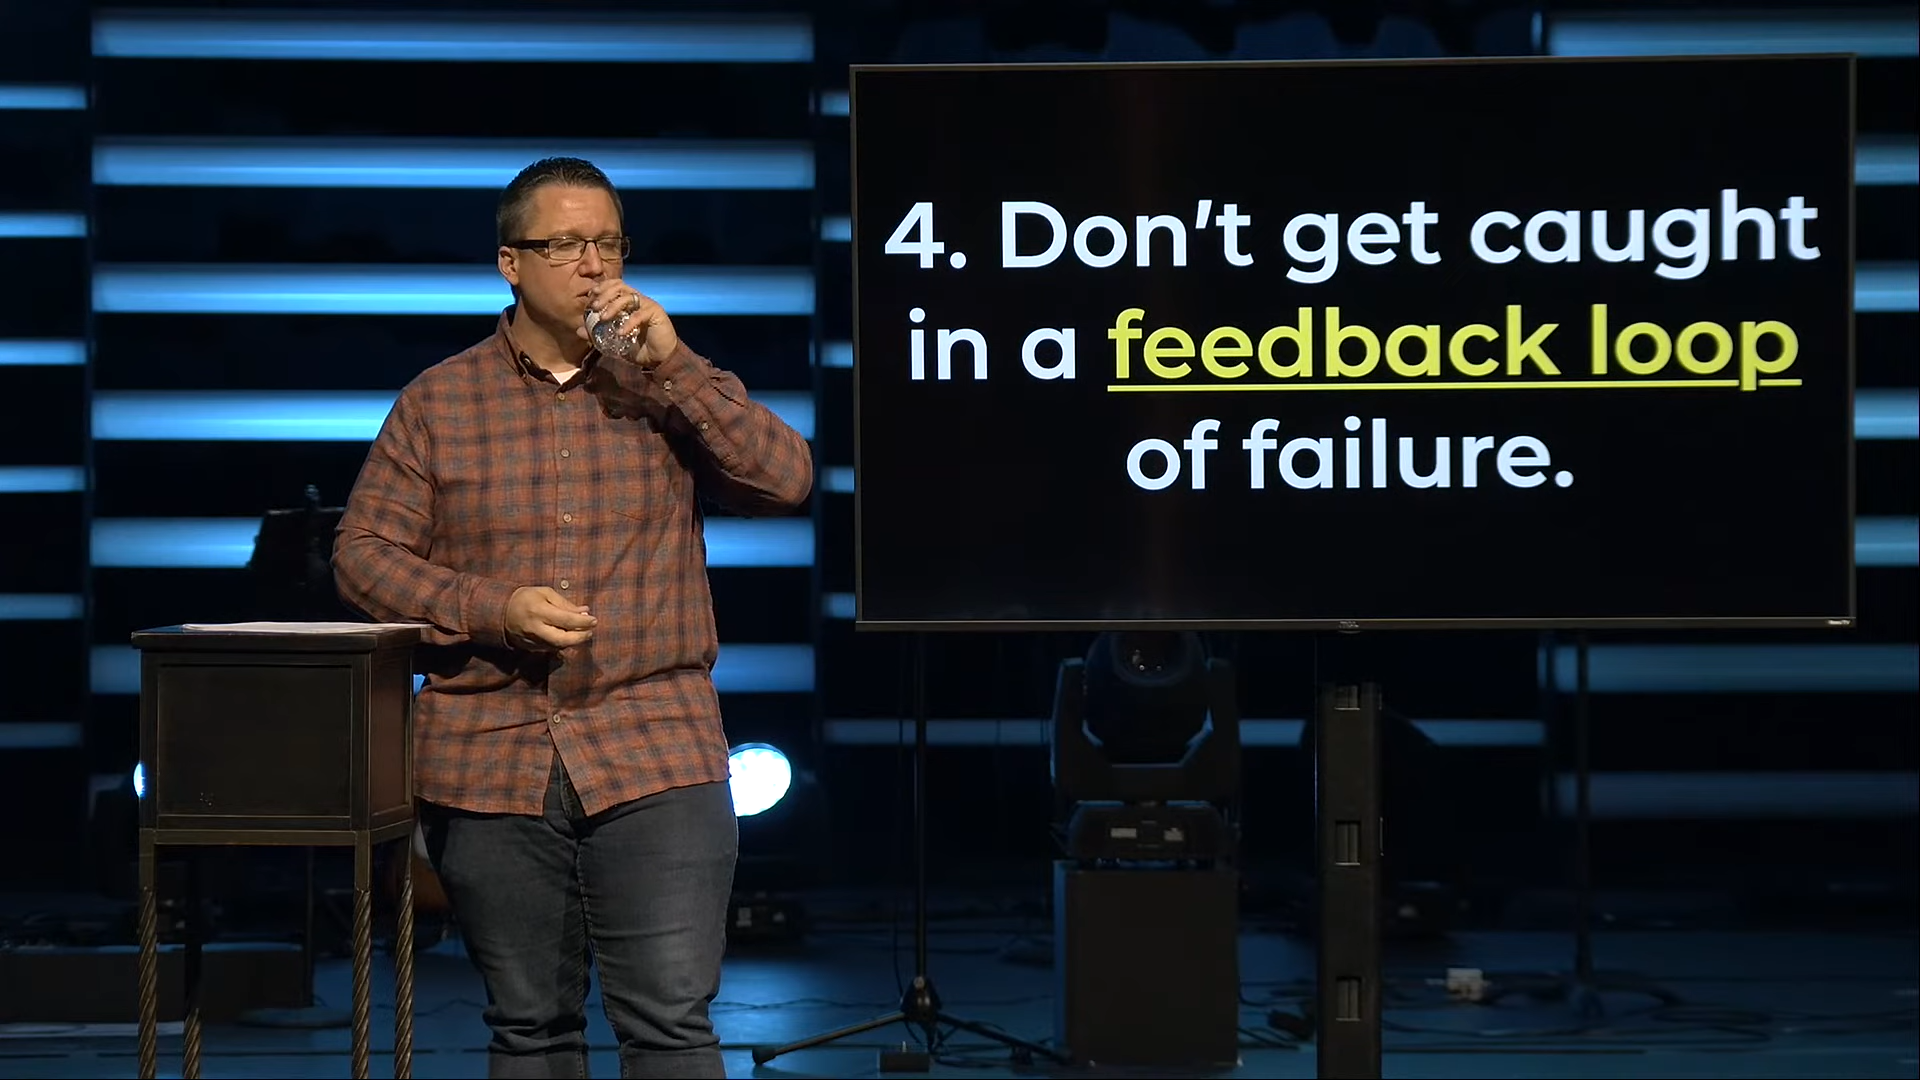 4. Don't get caught
in a feedback loop
of failure.